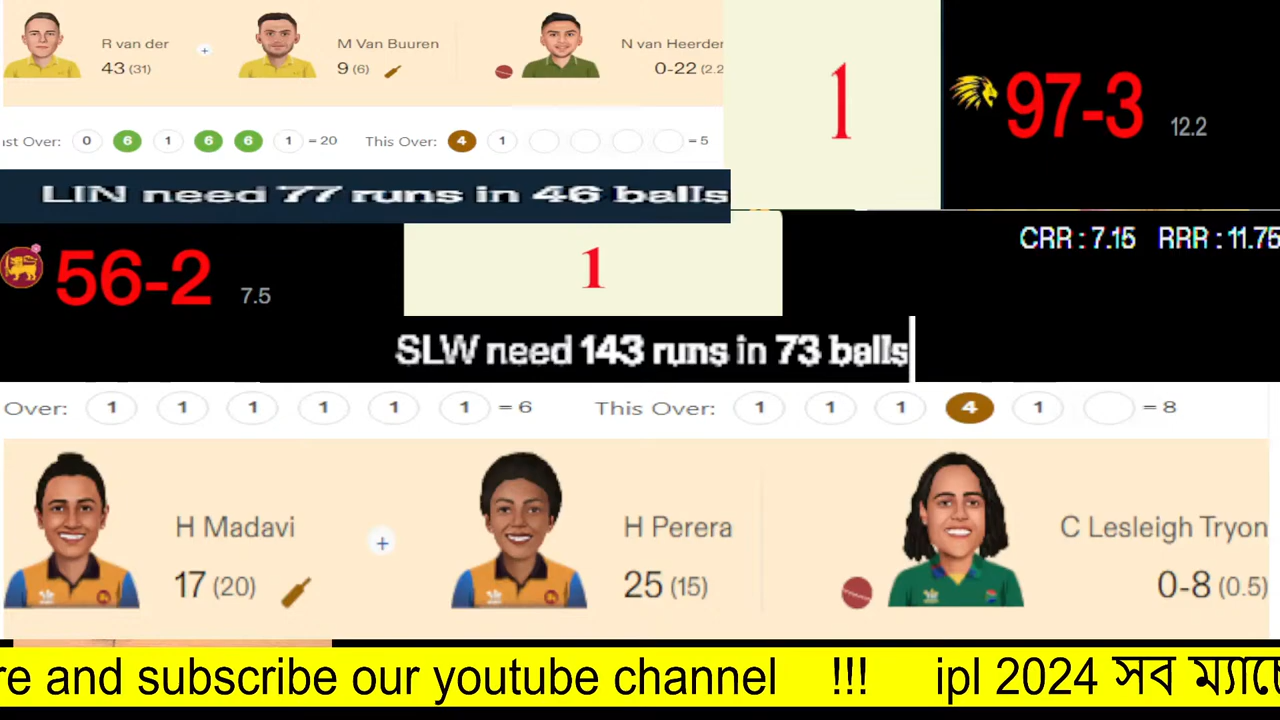 R van der
43 (31)
+
M Van Buuren
9 (6)
N van Heerder
0-22 (2.2
1
97-3 12.2
st Over: 0 6 1 6 6 1 = 20 This Over: 4 1 = 5
LIN need 77 runs in 46 balls
CRR : 7.15 RRR : 11.75
56-2 7.5
1
SLW need 143 runs in 73 balls
Over: 1 1 1 1 1 1 = 6 This Over: 1 1 1 4 1 = 8
H Madavi
17 (20)
+
H Perera
25 (15)
C Lesleigh Tryon
0-8 (0.5)
re and subscribe our youtube channel !!! ipl 2024 সব ম্যাচে